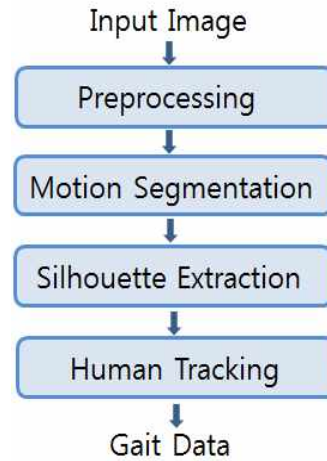 Input Image
Preprocessing
Motion Segmentation
Silhouette Extraction
Human Tracking
Gait Data